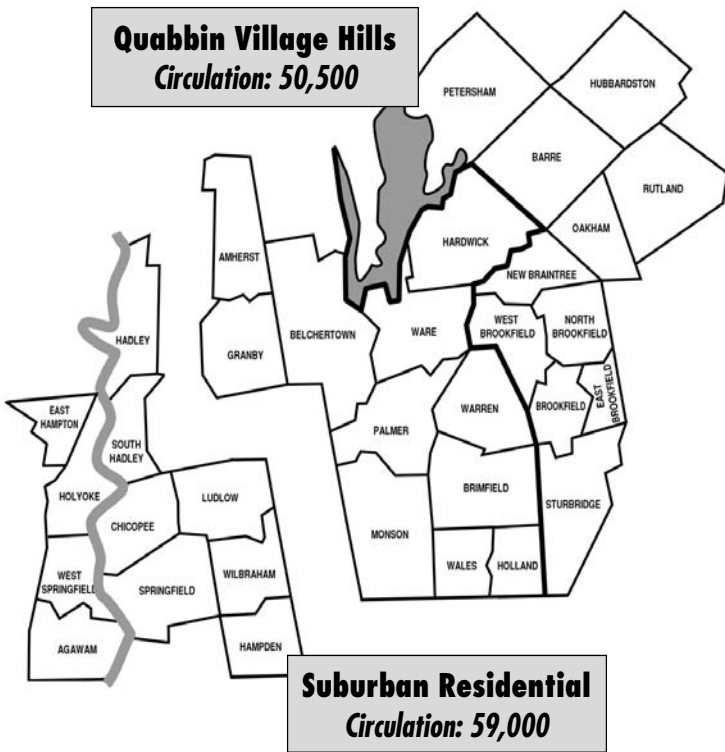 Quabbin Village Hills
Circulation: 50,500
PETERSHAM
HUBBARDSTON
BARRE
RUTLAND
OAKHAM
HARDWICK
NEW BRAINTREE
AMHERST
HADLEY
GRANBY
BELCHERTOWN
WARE
WEST
BROOKFIELD
NORTH
BROOKFIELD
EAST
BROOKFIELD
BROOKFIELD
WARREN
PALMER
EAST
HAMPTON
SOUTH
HADLEY
HOLYOKE
LUDLOW
CHICOPEE
BRIMFIELD
STURBRIDGE
MONSON
WALES
HOLLAND
WEST
SPRINGFIELD
SPRINGFIELD
WILBRAHAM
AGAWAM
HAMPDEN
Suburban Residential
Circulation: 59,000